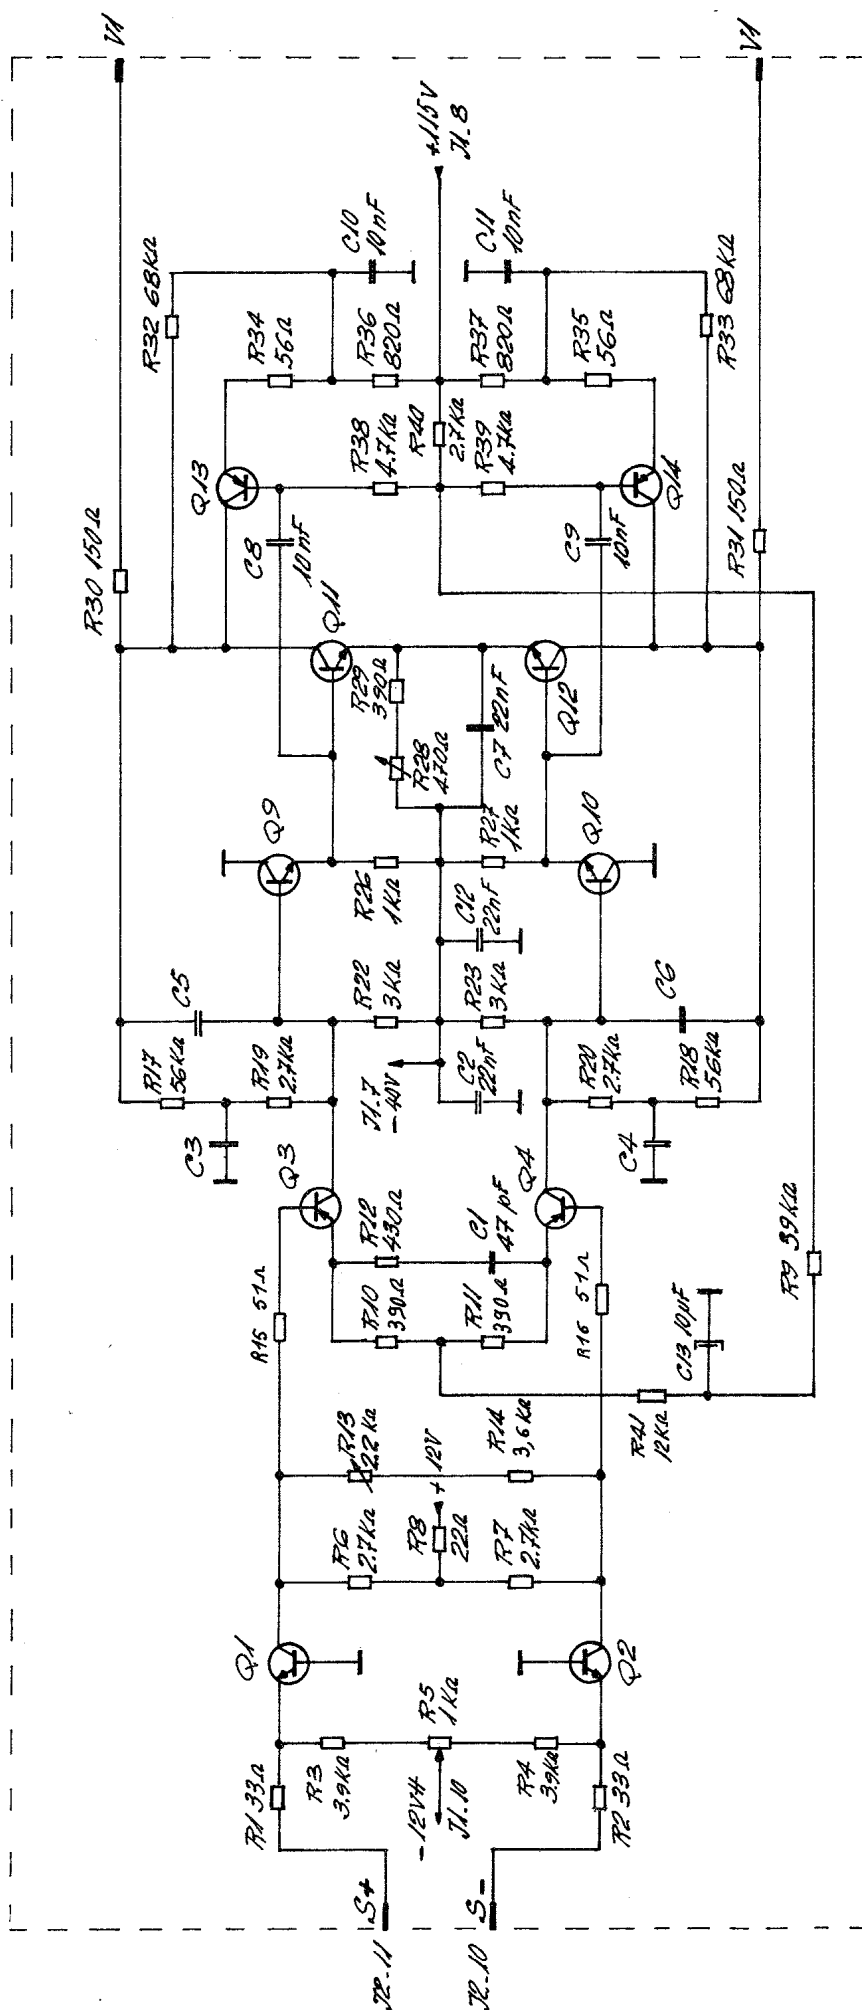 V1
V1
+115V
J1.8
R32 68KΩ
C10
10nF
C11
10nF
R33 68KΩ
R34
56Ω
R36
820Ω
R37
820Ω
R35
56Ω
Q13
R38
4.7KΩ
R40
2.7KΩ
R39
4.7KΩ
Q14
R30 150Ω
C8
10nF
C9
10nF
R31 150Ω
Q11
R29
390Ω
R28
470Ω
C7 22nF
Q12
Q9
R26
1KΩ
R27
1KΩ
Q10
C12
22nF
C5
R22
3KΩ
R23
3KΩ
C6
R17
56KΩ
R19
2.7KΩ
J1.7
-40V
C2
22nF
R20
2.7KΩ
R18
56KΩ
C3
Q3
Q4
C4
R12
430Ω
C1
47pF
R15 51Ω
R10
390Ω
R11
390Ω
R16 51Ω
C13 10µF
R9 39KΩ
R13
2.2KΩ
+12V
R14
3,6KΩ
R41
12KΩ
R6
2.7KΩ
R8
22Ω
R7
2.7KΩ
Q1
Q2
R5
1KΩ
R1 33Ω
R3
3.9KΩ
-12V#
J1.10
R4
3.9KΩ
R2 33Ω
S+
S-
J2-11
J2-10